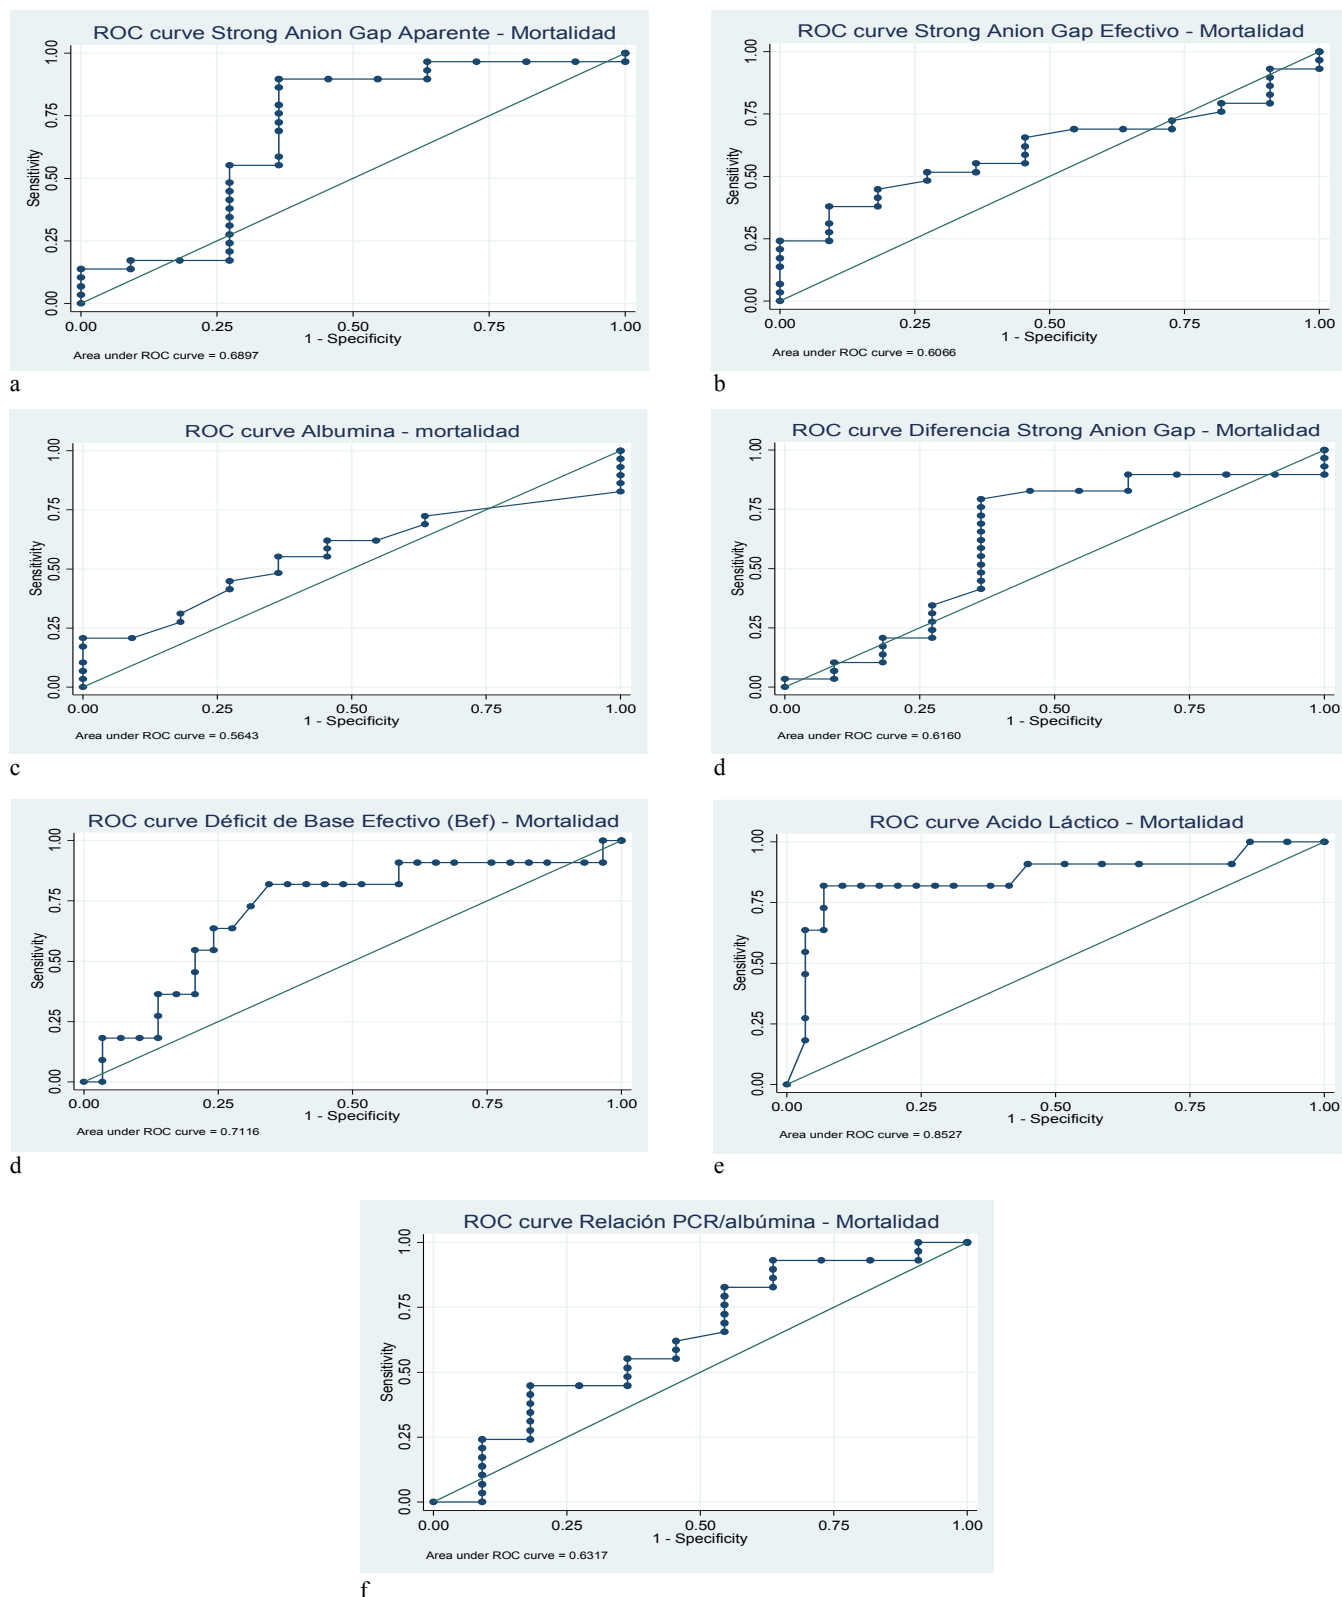 ROC curve Strong Anion Gap Aparente - Mortalidad
1.00
0.75
0.50
0.25
0.00
Sensitivity
0.00 0.25 0.50 0.75 1.00
1 - Specificity
Area under ROC curve = 0.6897
a
ROC curve Strong Anion Gap Efectivo - Mortalidad
1.00
0.75
0.50
0.25
0.00
Sensitivity
0.00 0.25 0.50 0.75 1.00
1 - Specificity
Area under ROC curve = 0.6066
b
ROC curve Albumina - mortalidad
1.00
0.75
0.50
0.25
0.00
Sensitivity
0.00 0.25 0.50 0.75 1.00
1 - Specificity
Area under ROC curve = 0.5643
c
ROC curve Diferencia Strong Anion Gap - Mortalidad
1.00
0.75
0.50
0.25
0.00
Sensitivity
0.00 0.25 0.50 0.75 1.00
1 - Specificity
Area under ROC curve = 0.6160
d
ROC curve Déficit de Base Efectivo (Bef) - Mortalidad
1.00
0.75
0.50
0.25
0.00
Sensitivity
0.00 0.25 0.50 0.75 1.00
1 - Specificity
Area under ROC curve = 0.7116
d
ROC curve Acido Láctico - Mortalidad
1.00
0.75
0.50
0.25
0.00
Sensitivity
0.00 0.25 0.50 0.75 1.00
1 - Specificity
Area under ROC curve = 0.8527
e
ROC curve Relación PCR/albúmina - Mortalidad
1.00
0.75
0.50
0.25
0.00
Sensitivity
0.00 0.25 0.50 0.75 1.00
1 - Specificity
Area under ROC curve = 0.6317
f